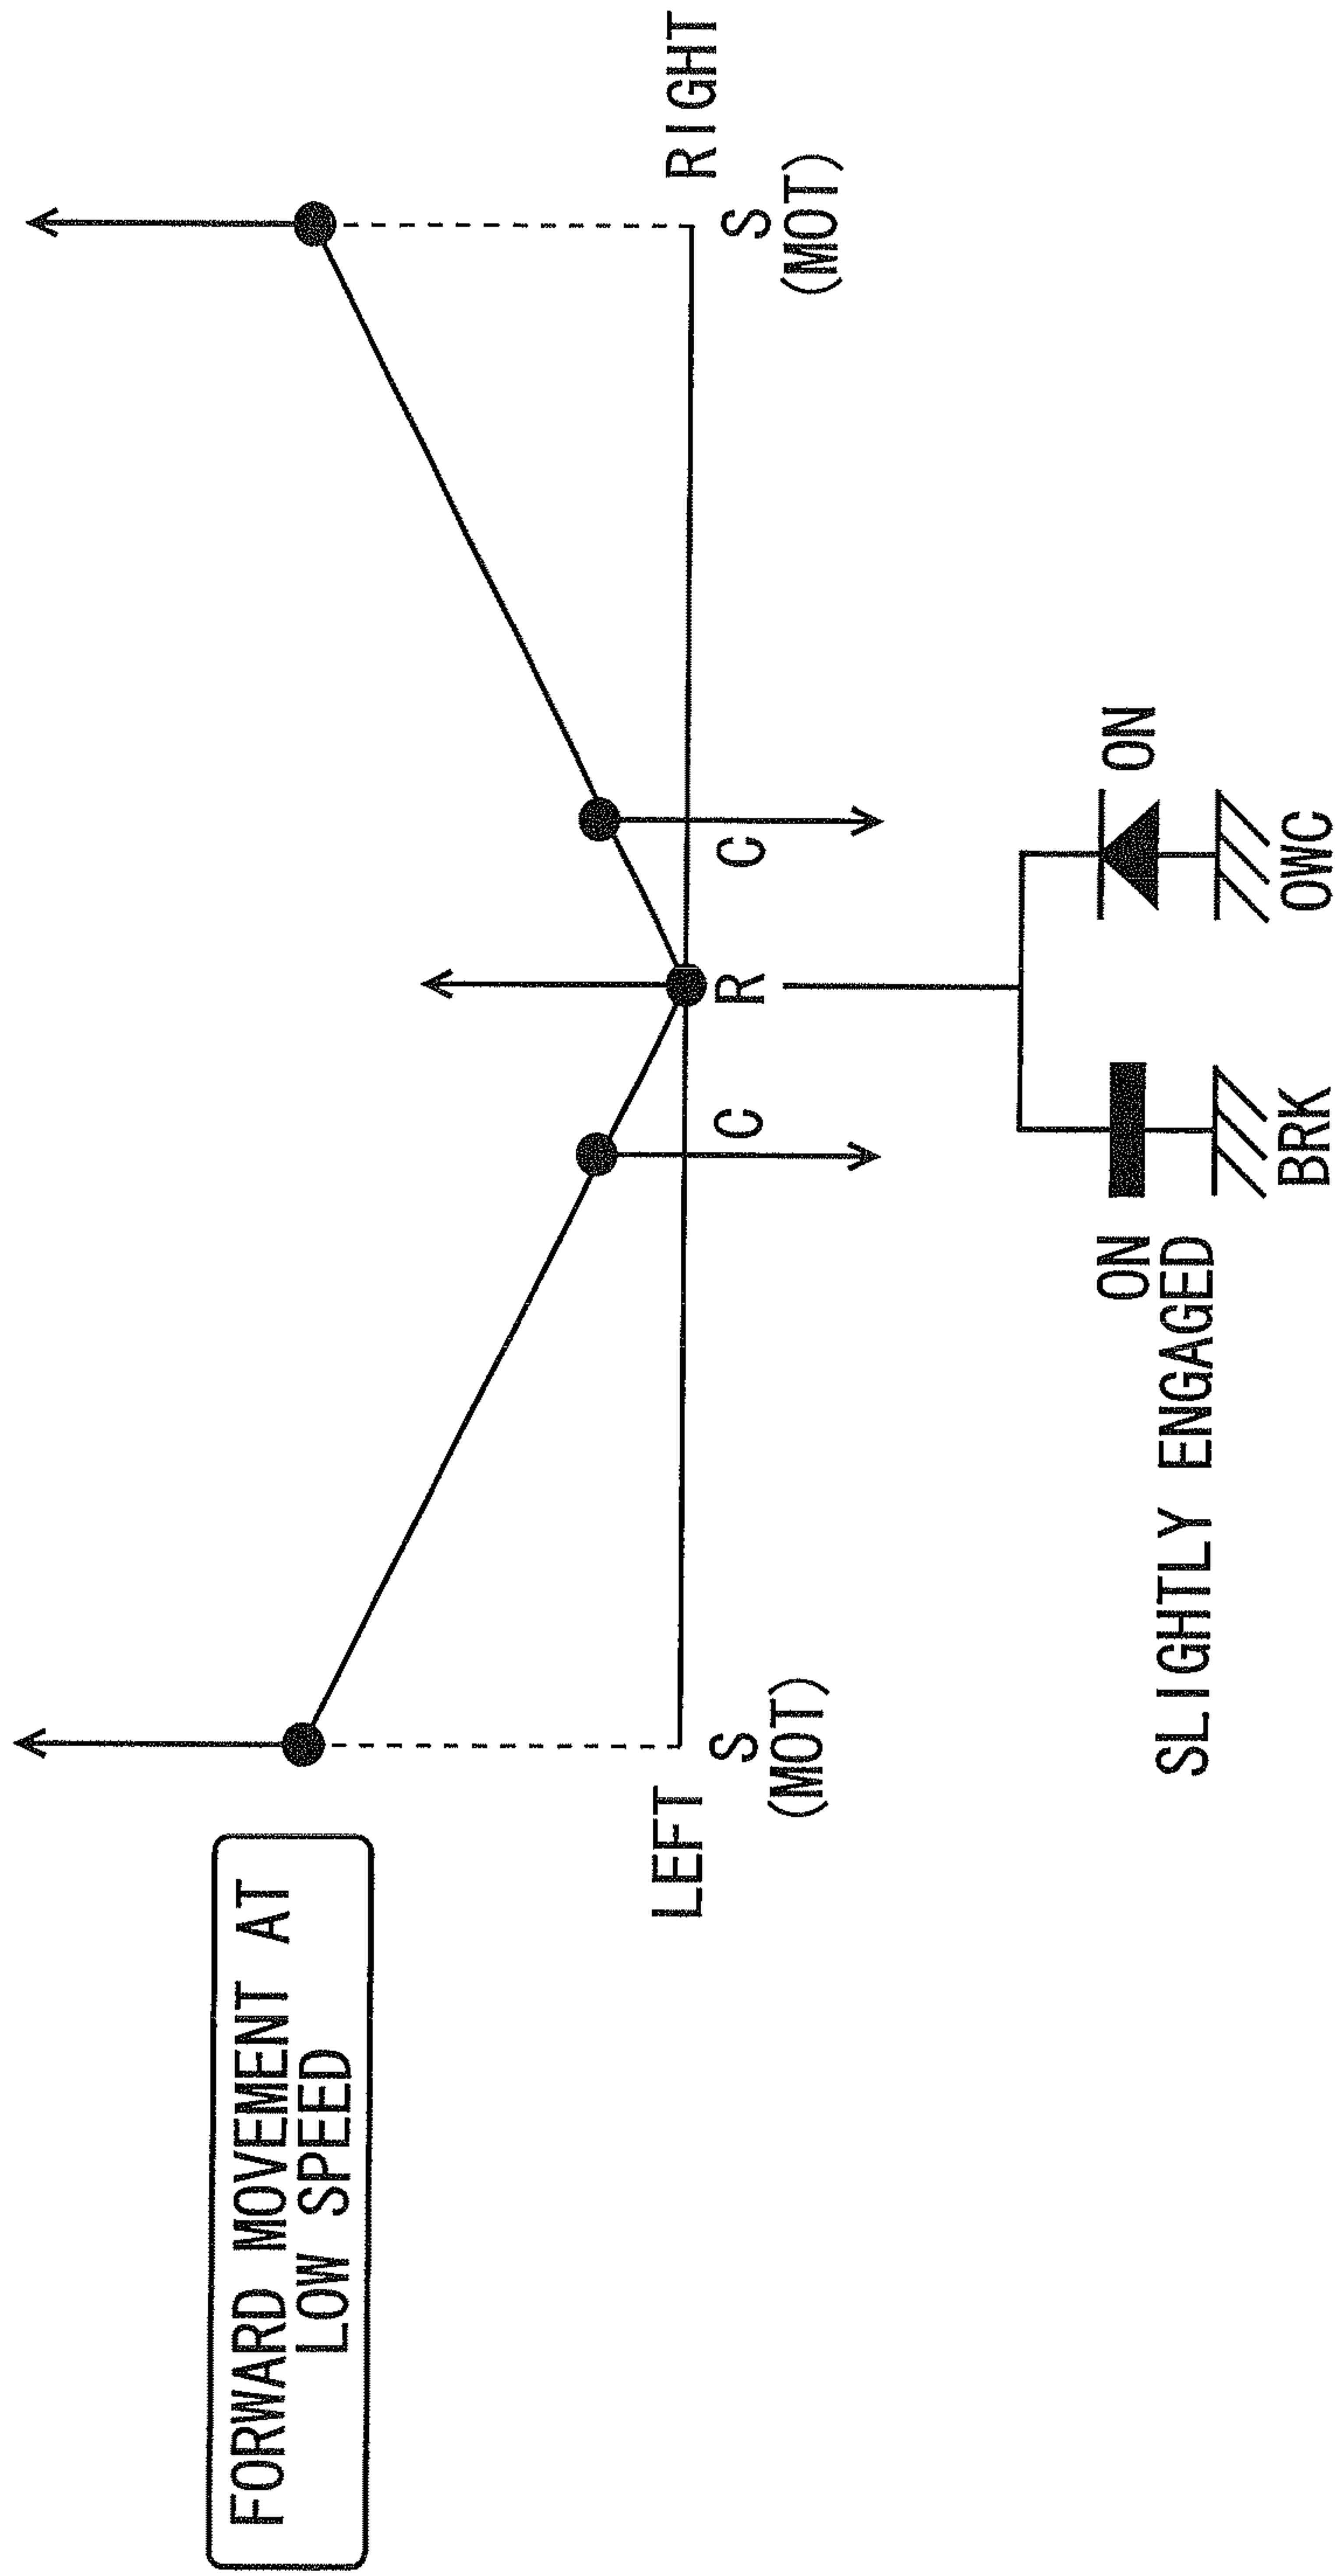 FORWARD MOVEMENT AT
LOW SPEED
LEFT
RIGHT
S
(MOT)
C
R
C
S
(MOT)
ON
SLIGHTLY ENGAGED
ON
BRK
OWC